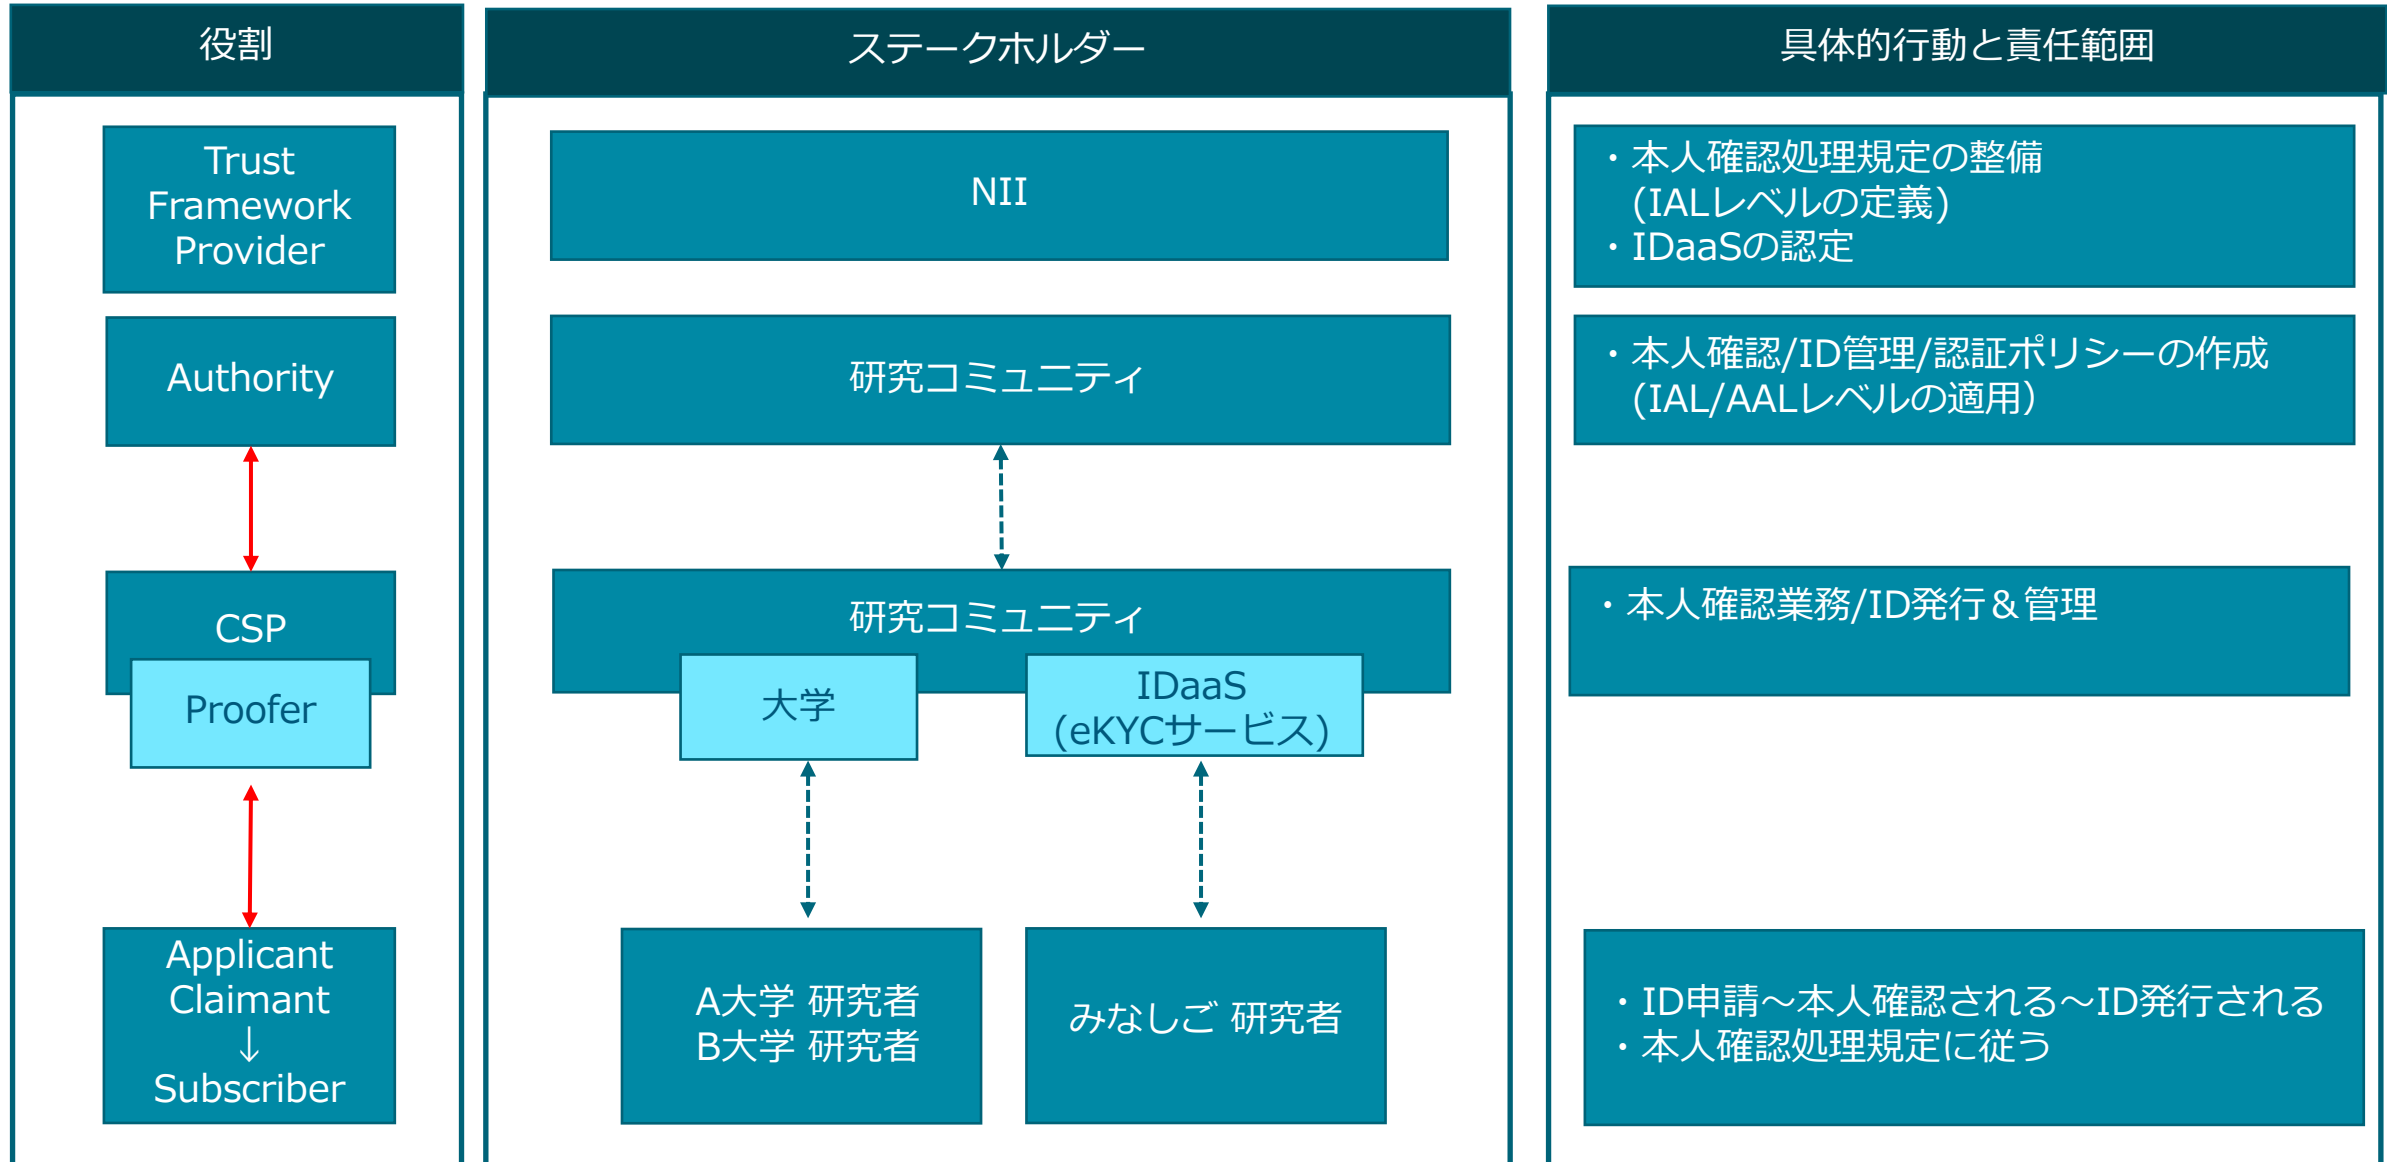 役割
ステークホルダー
具体的行動と責任範囲
Trust
Framework
Provider
NII
・本人確認処理規定の整備
(IALレベルの定義)
・IDaaSの認定
Authority
研究コミュニティ
・本人確認/ID管理/認証ポリシーの作成
(IAL/AALレベルの適用）
CSP
Proofer
研究コミュニティ
大学
IDaaS
(eKYCサービス)
・本人確認業務/ID発行＆管理
Applicant
Claimant
↓
Subscriber
A大学 研究者
B大学 研究者
みなしご 研究者
・ID申請～本人確認される～ID発行される
・本人確認処理規定に従う